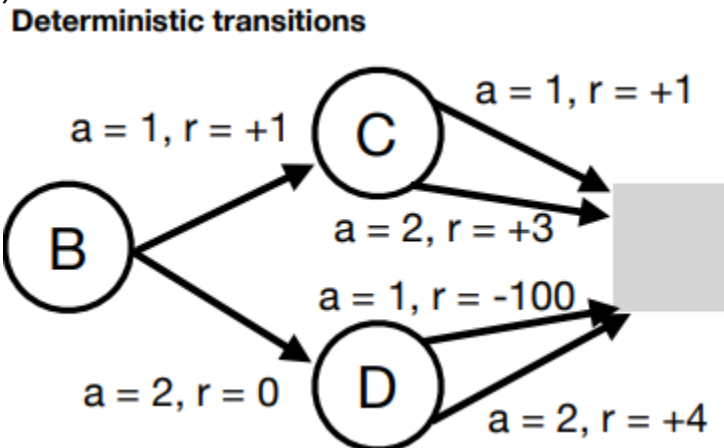 Deterministic transitions
a = 1, r = +1
a = 1, r = +1
C
B
a = 2, r = +3
a = 1, r = -100
a = 2, r = 0
D
a = 2, r = +4